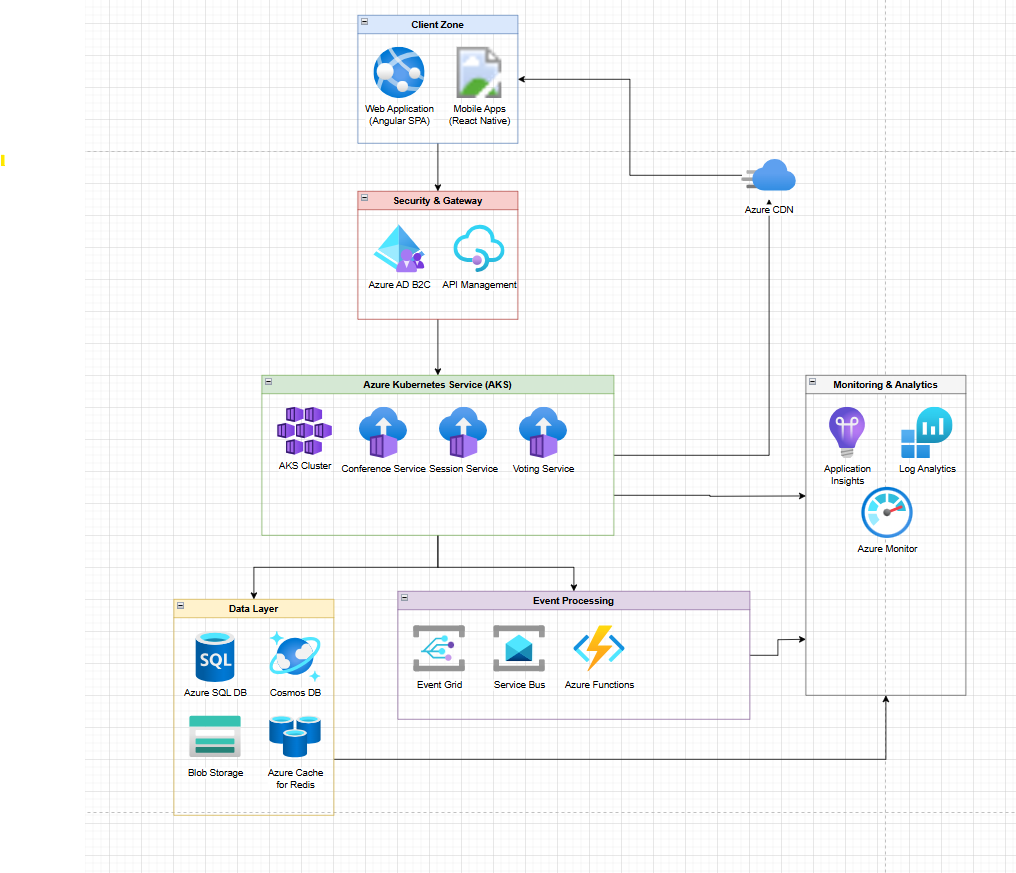 Client Zone
Web Application
(Angular SPA)
Mobile Apps
(React Native)
Azure CDN
Security & Gateway
Azure AD B2C
API Management
Azure Kubernetes Service (AKS)
AKS Cluster
Conference Service
Session Service
Voting Service
Monitoring & Analytics
Application
Insights
Log Analytics
Azure Monitor
Data Layer
SQL
Azure SQL DB
Cosmos DB
Blob Storage
Azure Cache
for Redis
Event Processing
Event Grid
Service Bus
Azure Functions